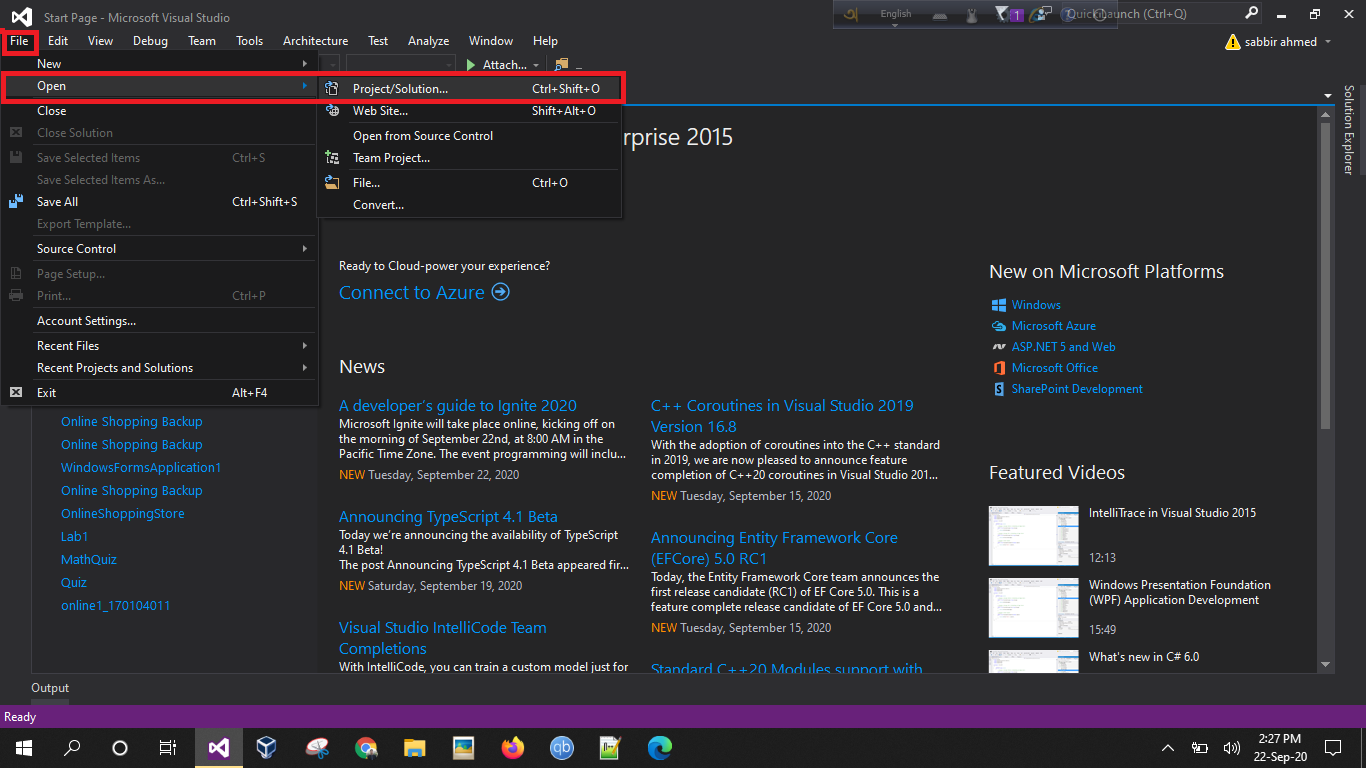 Start Page - Microsoft Visual Studio
English
1
Launch (Ctrl+Q)
File Edit View Debug Team Tools Architecture Test Analyze Window Help
sabbir ahmed
New
Attach...
Open
Project/Solution... Ctrl+Shift+O
Web Site... Shift+Alt+O
Open from Source Control
Team Project...
File... Ctrl+O
Convert...
Close
Close Solution
Save Selected Items Ctrl+S
Save Selected Items As...
Save All Ctrl+Shift+S
Export Template...
Source Control
Page Setup...
Print... Ctrl+P
Account Settings...
Recent Files
Recent Projects and Solutions
Exit Alt+F4
Online Shopping Backup
Online Shopping Backup
WindowsFormsApplication1
Online Shopping Backup
OnlineShoppingStore
Lab1
MathQuiz
Quiz
online1_170104011
rprise 2015
Ready to Cloud-power your experience?
Connect to Azure
News
A developer's guide to Ignite 2020
Microsoft Ignite will take place online, kicking off on
the morning of September 22nd, at 8:00 AM in the
Pacific Time Zone. The event programming will inclu...
NEW Tuesday, September 22, 2020
Announcing TypeScript 4.1 Beta
Today we're announcing the availability of TypeScript
4.1 Beta!
The post Announcing TypeScript 4.1 Beta appeared fir...
NEW Saturday, September 19, 2020
Visual Studio IntelliCode Team
Completions
With IntelliCode, you can train a custom model just for
C++ Coroutines in Visual Studio 2019
Version 16.8
With the adoption of coroutines into the C++ standard
in 2019, we are now pleased to announce feature
completion of C++20 coroutines in Visual Studio 201...
NEW Tuesday, September 15, 2020
Announcing Entity Framework Core
(EFCore) 5.0 RC1
Today, the Entity Framework Core team announces the
first release candidate (RC1) of EF Core 5.0. This is a
feature complete release candidate of EF Core 5.0 and...
NEW Tuesday, September 15, 2020
Standard C++20 Modules support with
New on Microsoft Platforms
Windows
Microsoft Azure
ASP.NET 5 and Web
Microsoft Office
SharePoint Development
Featured Videos
IntelliTrace in Visual Studio 2015
12:13
Windows Presentation Foundation
(WPF) Application Development
15:49
What's new in C# 6.0
Solution Explorer
Output
Ready
qb
2:27 PM
22-Sep-20